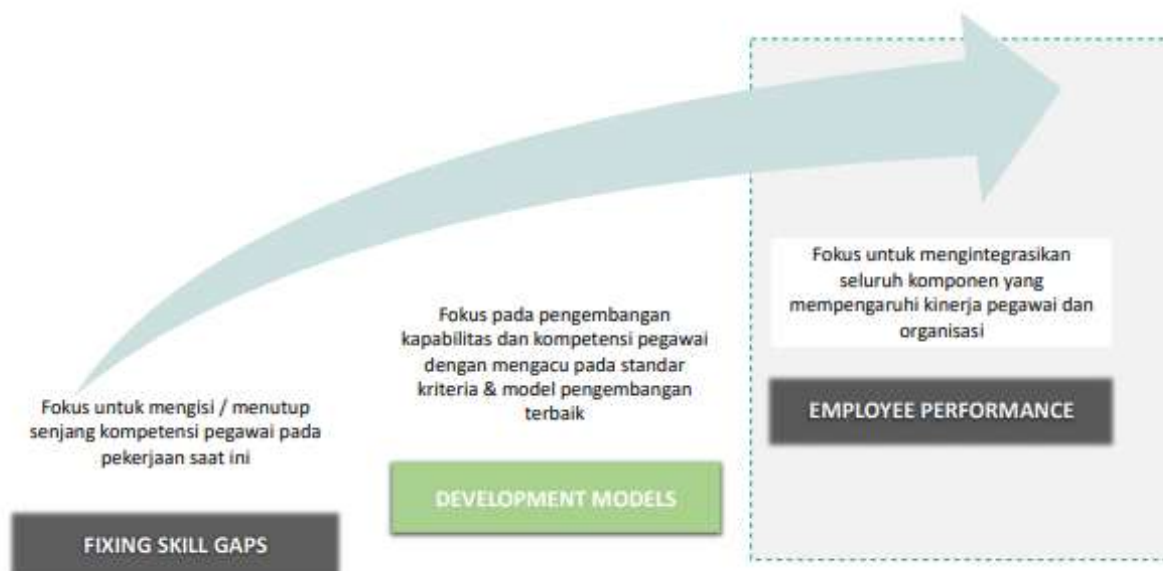 Fokus untuk mengisi / menutup
senjang kompetensi pegawai pada
pekerjaan saat ini
FIXING SKILL GAPS
Fokus pada pengembangan
kapabilitas dan kompetensi pegawai
dengan mengacu pada standar
kriteria & model pengembangan
terbaik
DEVELOPMENT MODELS
Fokus untuk mengintegrasikan
seluruh komponen yang
mempengaruhi kinerja pegawai dan
organisasi
EMPLOYEE PERFORMANCE